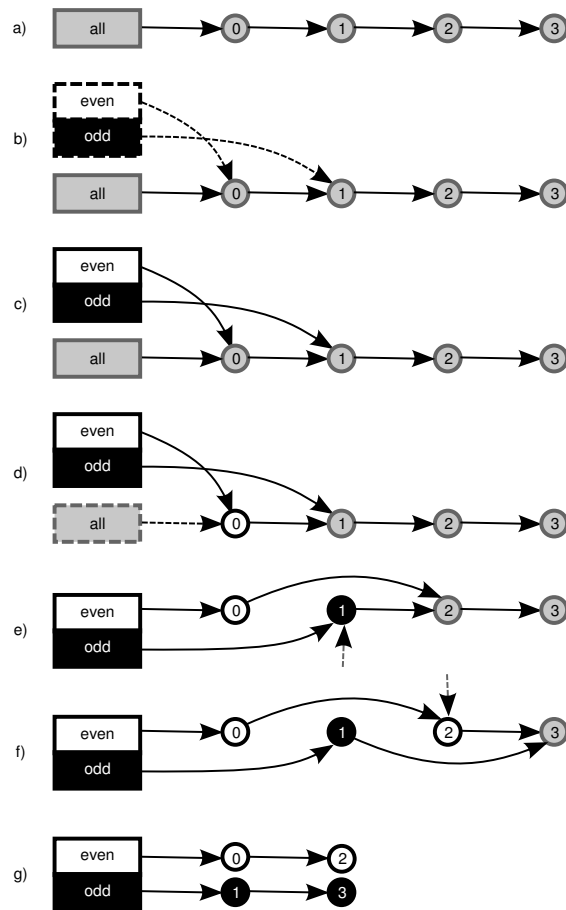 a) all 0 1 2 3
even
b) odd
all 0 1 2 3
even
c) odd
all 0 1 2 3
even
d) odd
all 0 1 2 3
even 0 1 2 3
e) odd
even 0 1 2 3
f) odd
even 0 2
g) odd 1 3